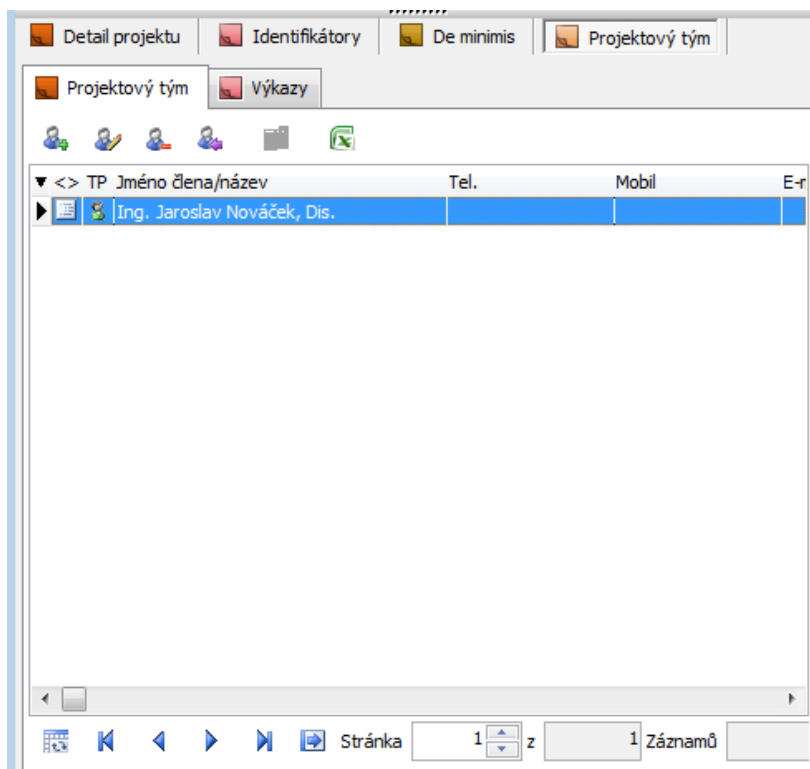 Detail projektu Identifikátory De minimis Projektový tým
Projektový tým Výkazy
<> TP Jméno člena/název Tel. Mobil
Ing. Jaroslav Nováček, Dis.
Stránka 1 z 1 Záznamů